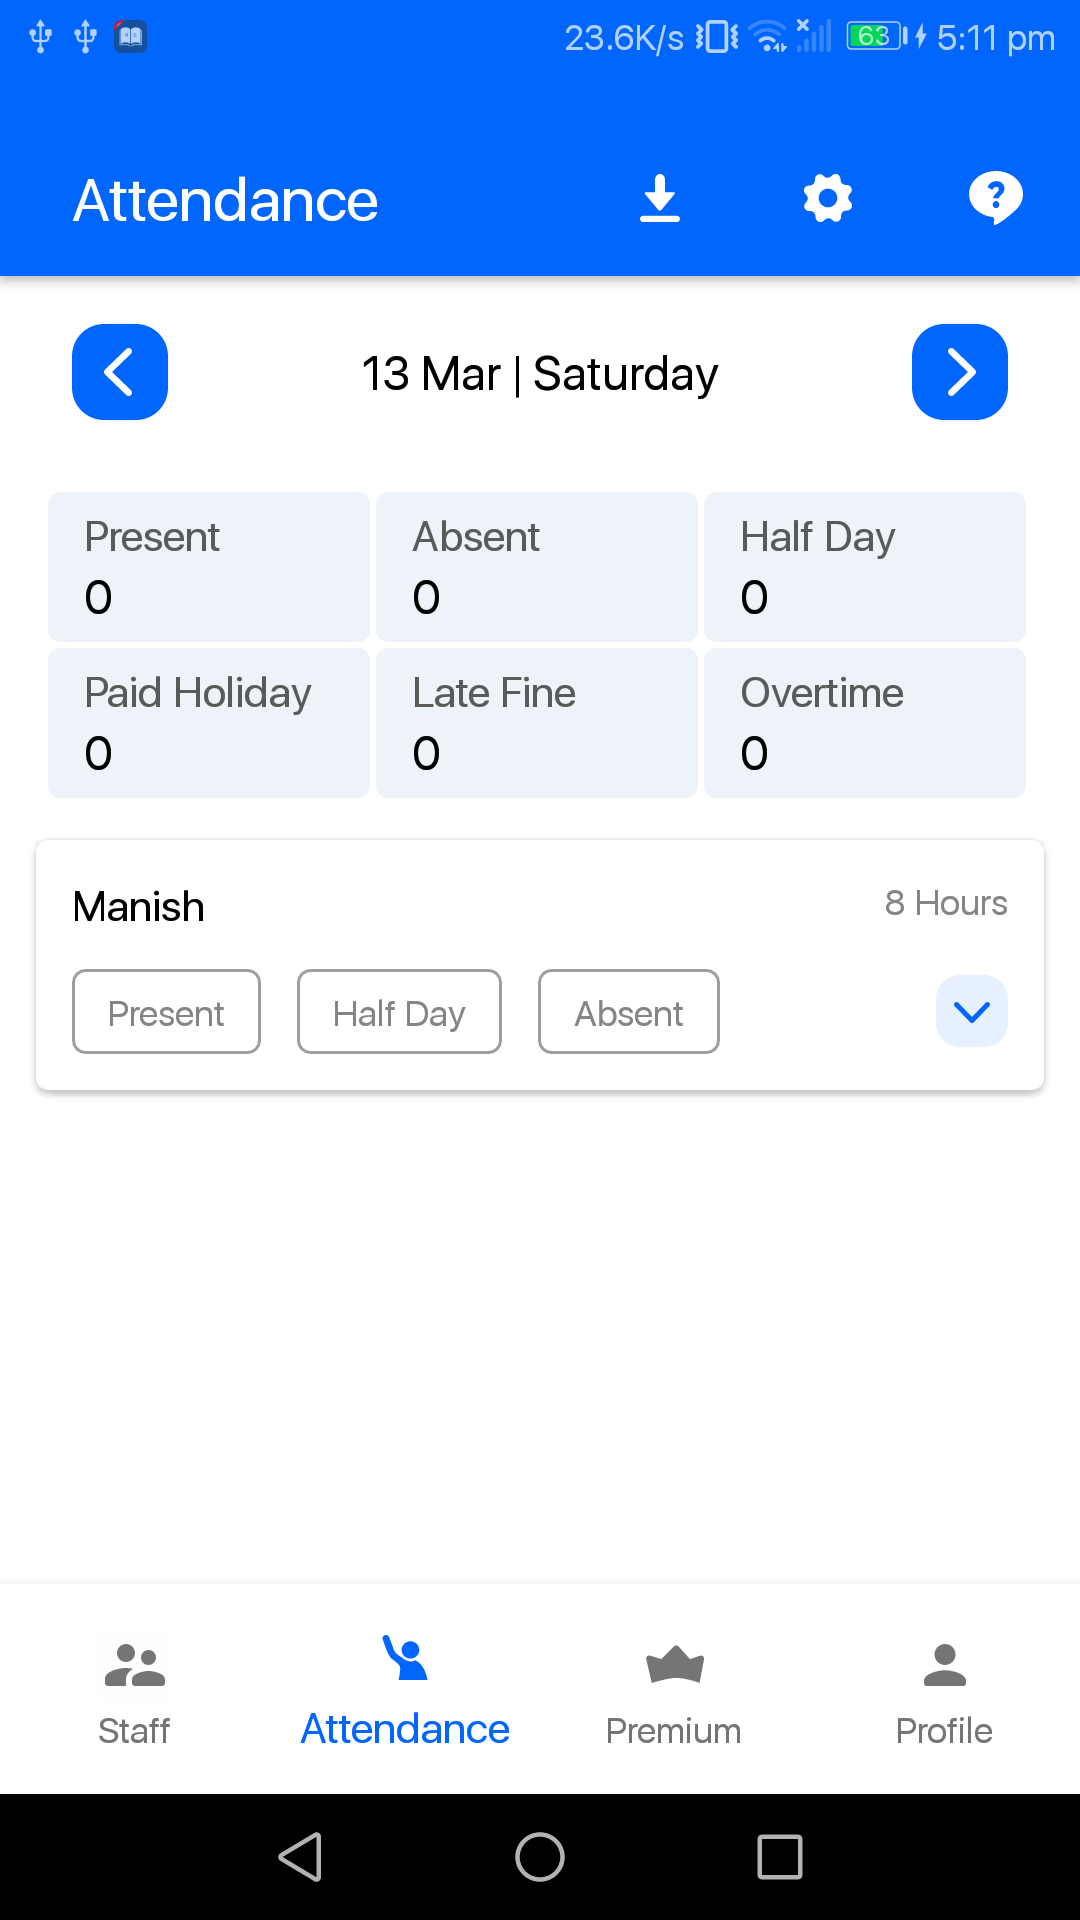 23.6K/s 63 5:11 pm
Attendance
13 Mar | Saturday
Present Absent Half Day
0 0 0
Paid Holiday Late Fine Overtime
0 0 0
Manish 8 Hours
Present Half Day Absent
Staff Attendance Premium Profile